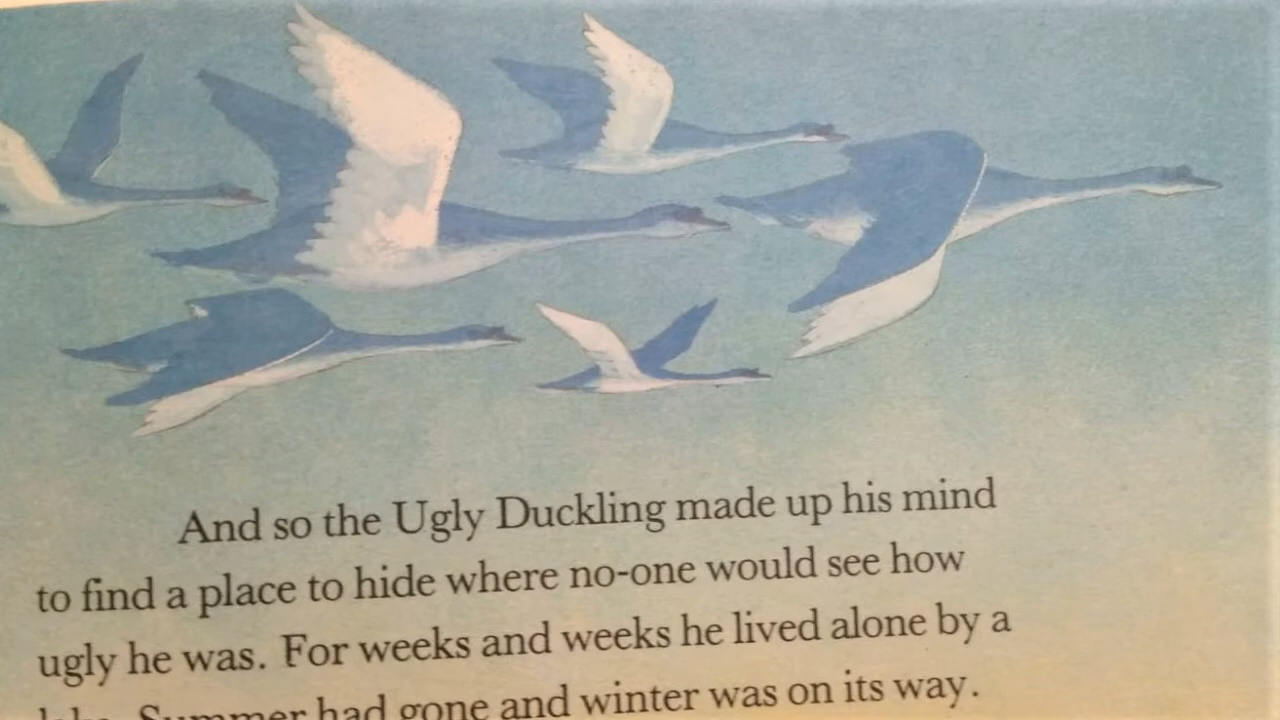 And so the Ugly Duckling made up his mind
to find a place to hide where no-one would see how
ugly he was. For weeks and weeks he lived alone by a
lake. Summer had gone and winter was on its way.